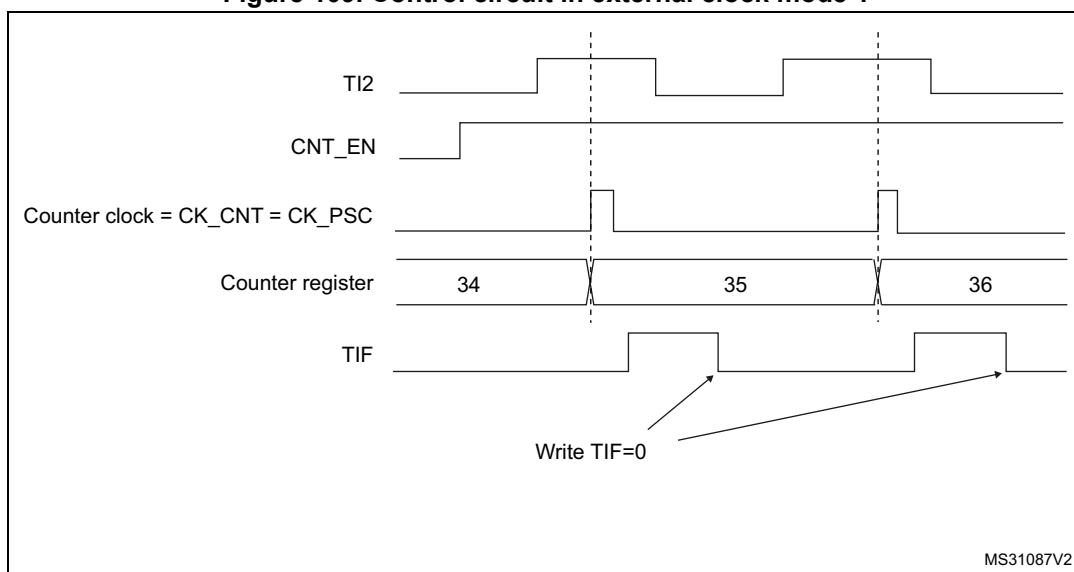 TI2
CNT_EN
Counter clock = CK_CNT = CK_PSC
Counter register 34 35 36
TIF
Write TIF=0
MS31087V2